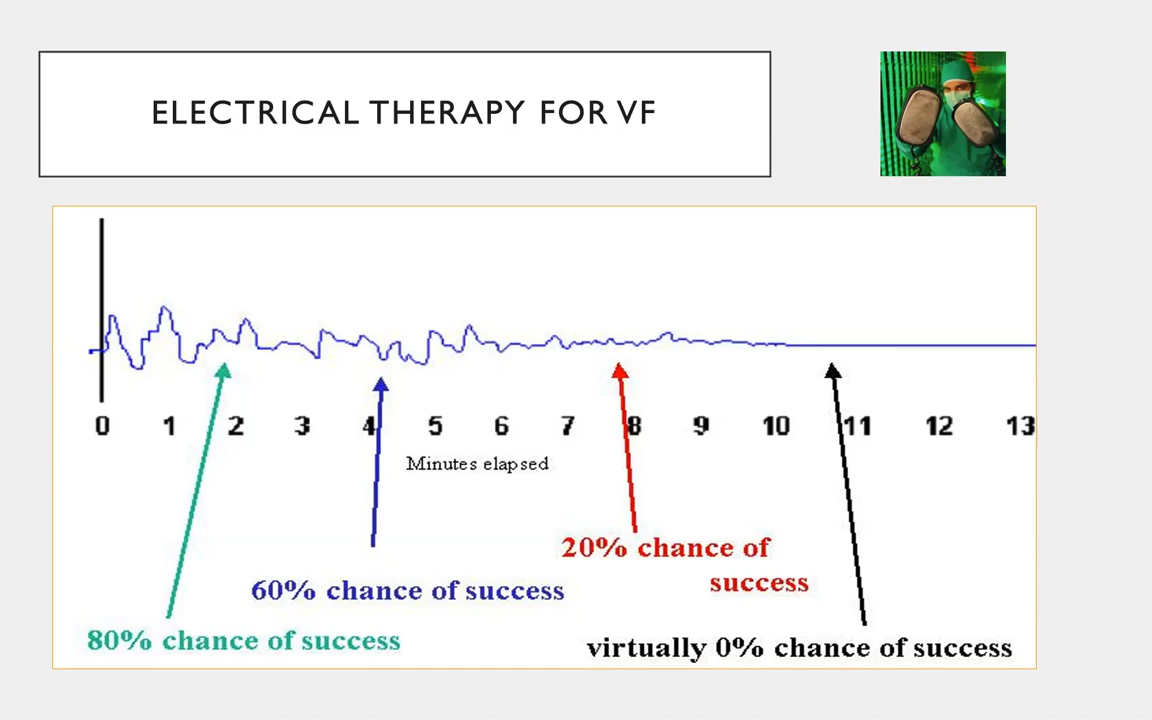 ELECTRICAL THERAPY FOR VF
0 1 2 3 4 5 6 7 8 9 10 11 12 13
Minutes elapsed
20% chance of
success
60% chance of success
80% chance of success
virtually 0% chance of success